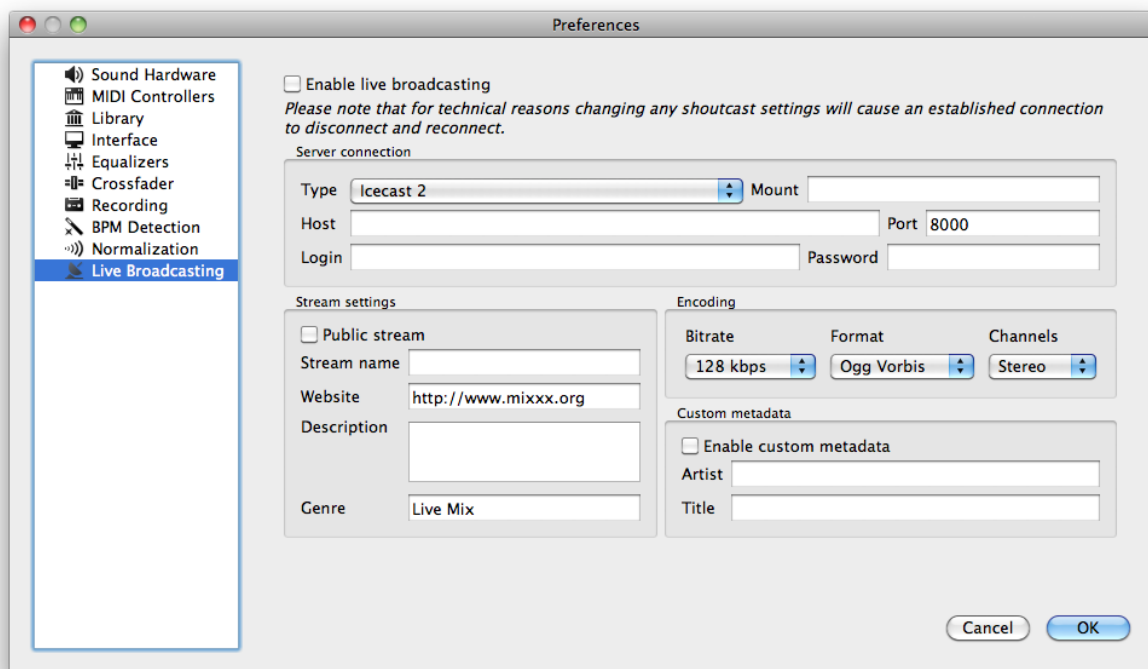 Preferences
Sound Hardware
MIDI Controllers
Library
Interface
Equalizers
Crossfader
Recording
BPM Detection
Normalization
Live Broadcasting
Enable live broadcasting
Please note that for technical reasons changing any shoutcast settings will cause an established connection
to disconnect and reconnect.
Server connection
Type Icecast 2 Mount
Host Port 8000
Login Password
Stream settings
Public stream
Stream name
Website http://www.mixxx.org
Description
Genre Live Mix
Encoding
Bitrate Format Channels
128 kbps Ogg Vorbis Stereo
Custom metadata
Enable custom metadata
Artist
Title
Cancel OK